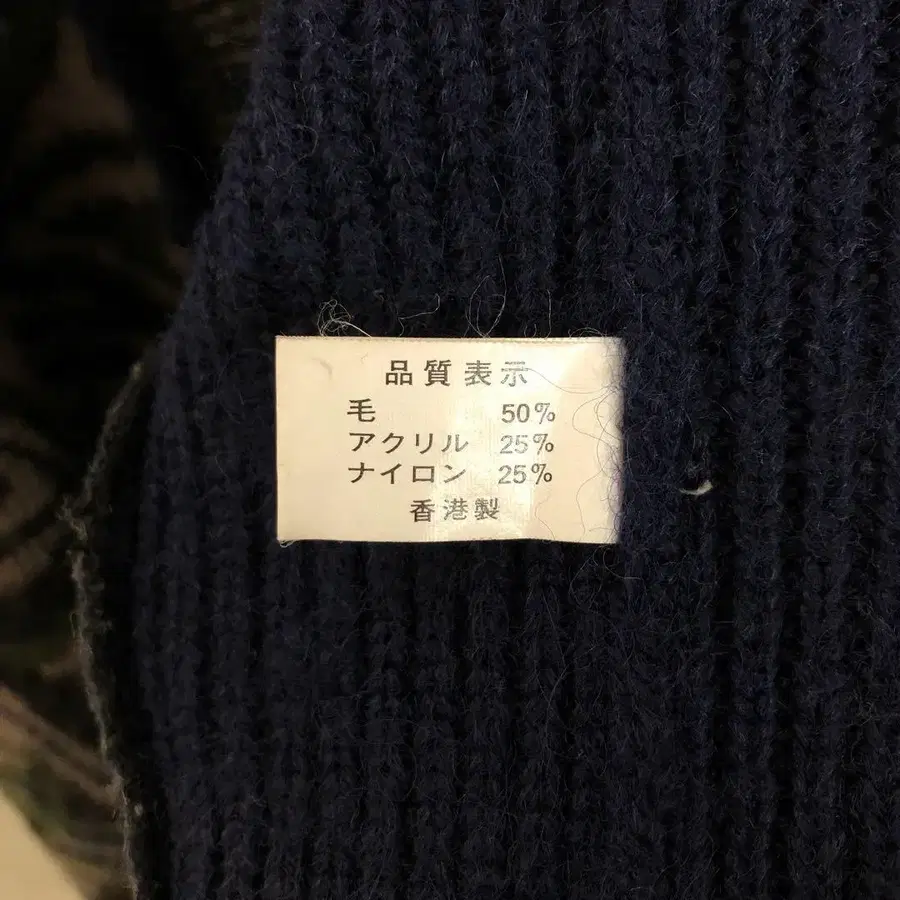 品質表示
毛 50%
アクリル 25%
ナイロン 25%
香港製